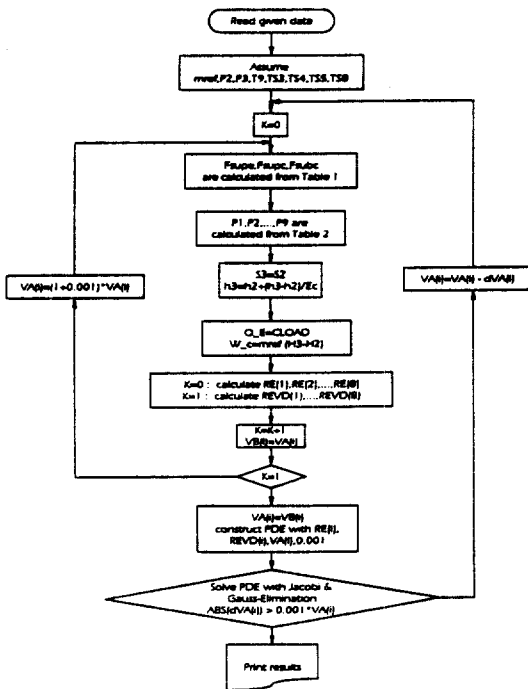 Read given data
Assume
mref,P2,P3,T9,TS3,TS4,TS5,TS8
K=0
Fsupe,Fsupc,Fsubc
are calculated from Table 1
P1,P2,...,P9 are
calculated from Table 2
S3=S2
h3=h2+(h3-h2)/Ec
VA(i)=(1+0.001)*VA(i)
VA(i)=VA(i) - dVA(i)
Q_E=CLOAD
W_c=mref (H3-H2)
K=0 : calculate RE(1),RE(2),....,RE(8)
K=1 : calculate REVD(1),....,REVD(8)
K=K+1
VB(i)=VA(i)
K=1
VA(i)=VB(i)
construct PDE with RE(i),
REVD(i),VA(i),0.001
Solve PDE with Jacobi &
Gauss-Elimination
ABS(dVA(i)) > 0.001*VA(i)
Print results